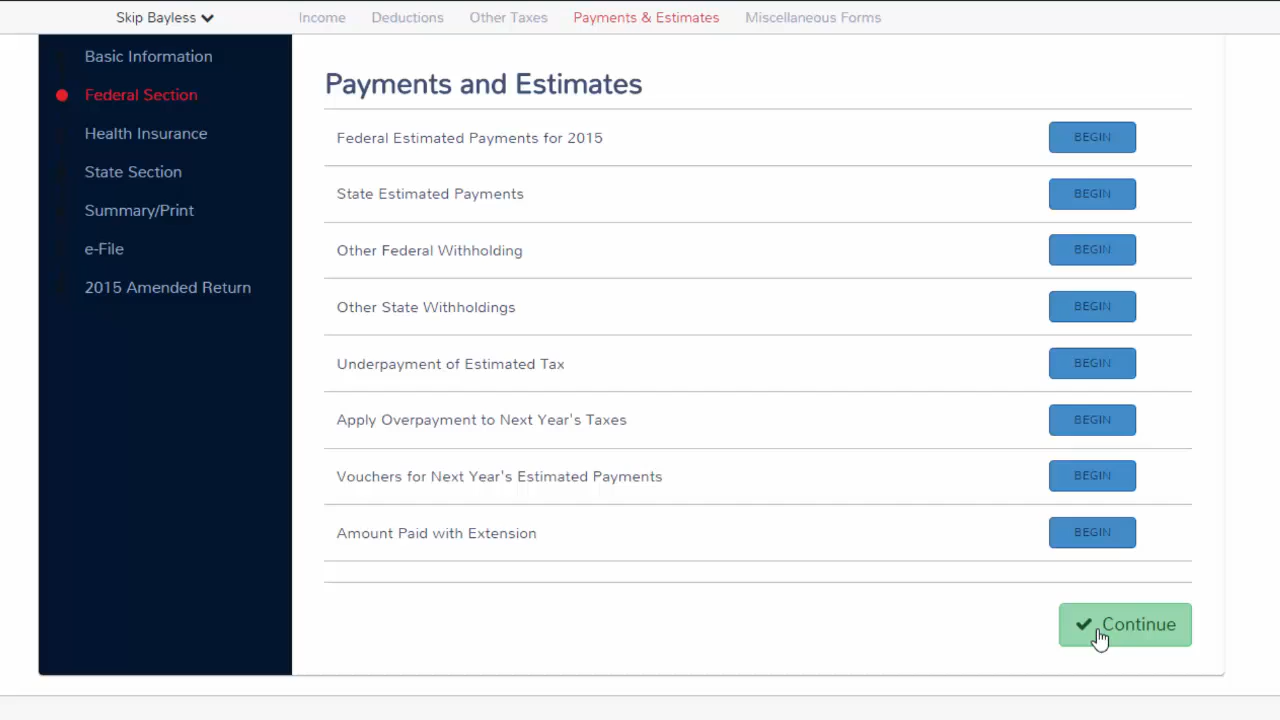 Skip Bayless
Income
Deductions
Other Taxes
Payments & Estimates
Miscellaneous Forms
Basic Information
Federal Section
Health Insurance
State Section
Summary/Print
e-File
2015 Amended Return
Payments and Estimates
Federal Estimated Payments for 2015
BEGIN
State Estimated Payments
BEGIN
Other Federal Withholding
BEGIN
Other State Withholdings
BEGIN
Underpayment of Estimated Tax
BEGIN
Apply Overpayment to Next Year's Taxes
BEGIN
Vouchers for Next Year's Estimated Payments
BEGIN
Amount Paid with Extension
BEGIN
Continue